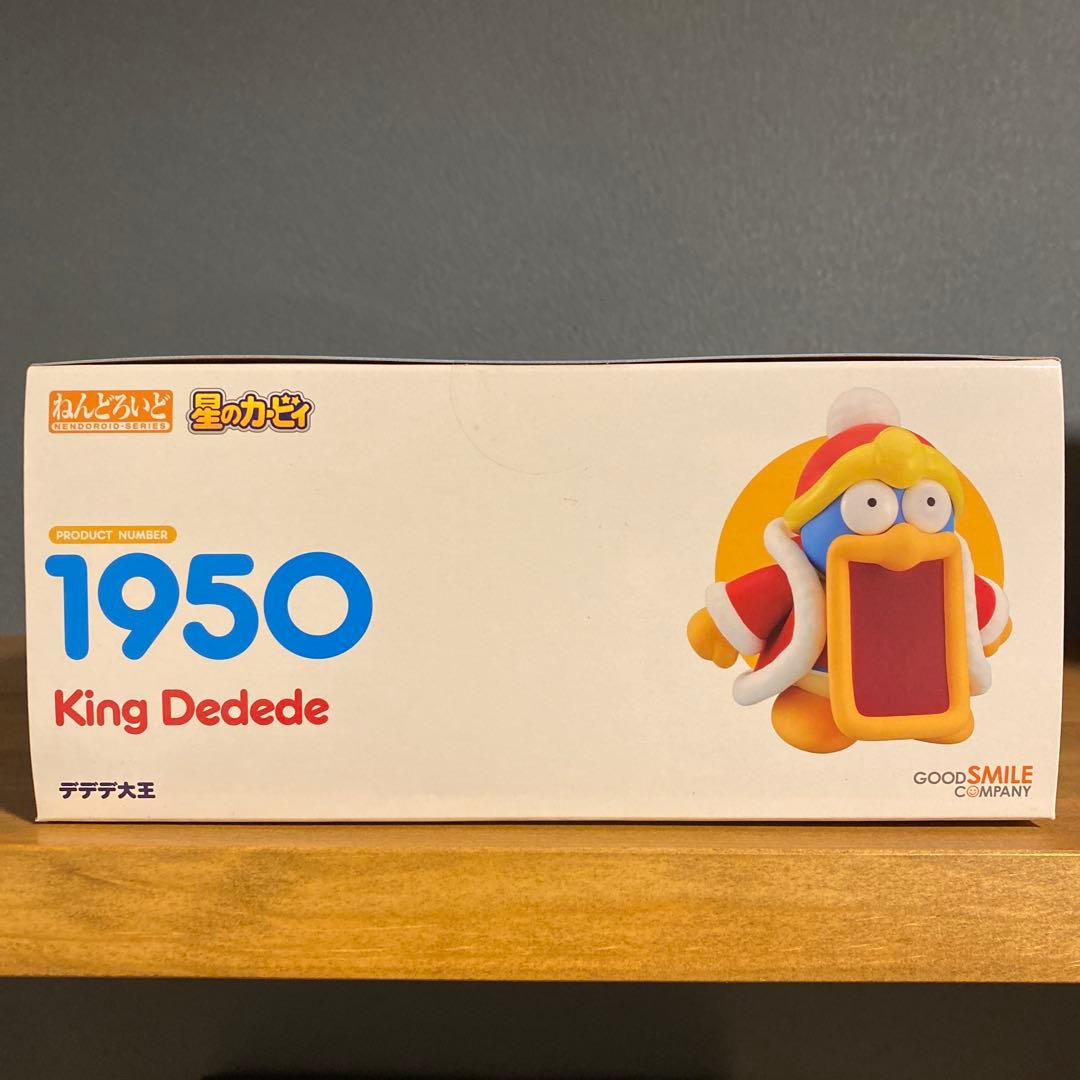 ねんどろいど
NENDOROID-SERIES
星のカービィ
PRODUCT NUMBER
1950
King Dedede
デデデ大王
GOOD SMILE
COMPANY